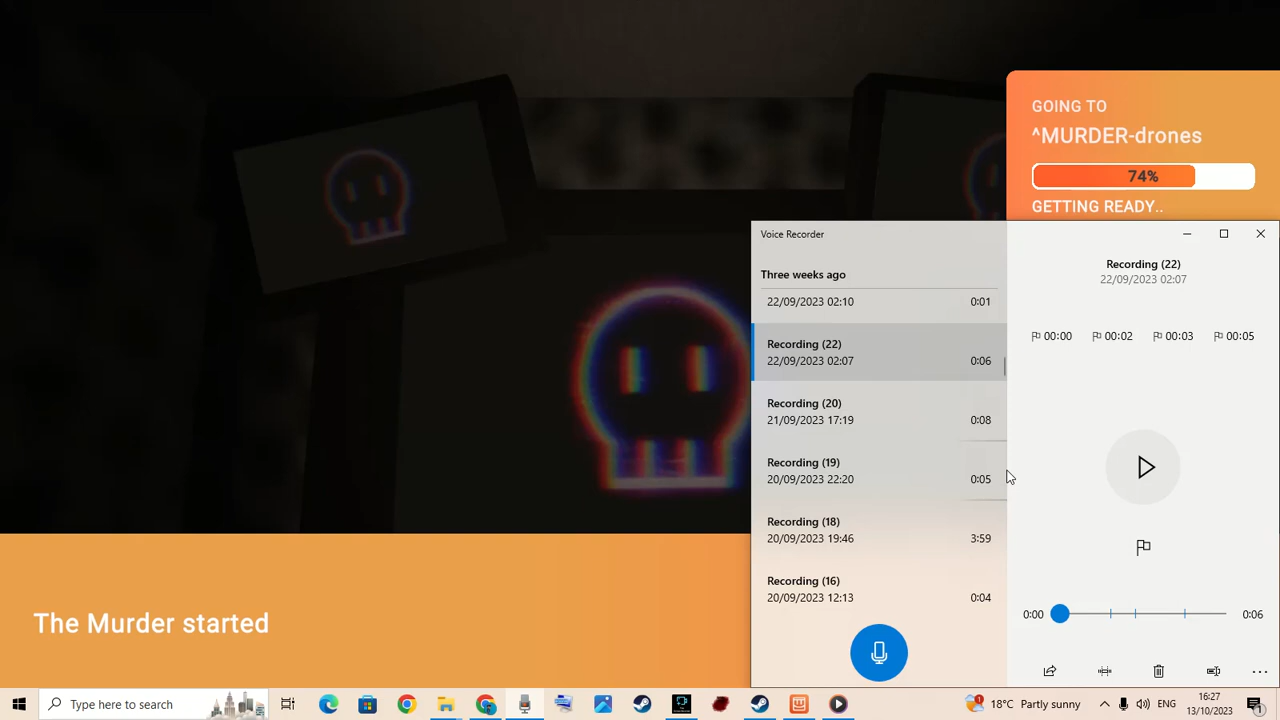 GOING TO
^MURDER-drones
74%
GETTING READY..
The Murder started
Voice Recorder
Three weeks ago
22/09/2023 02:10 0:01
Recording (22)
22/09/2023 02:07 0:06
Recording (20)
21/09/2023 17:19 0:08
Recording (19)
20/09/2023 22:20 0:05
Recording (18)
20/09/2023 19:46 3:59
Recording (16)
20/09/2023 12:13 0:04
Recording (22)
22/09/2023 02:07
00:00 00:02 00:03 00:05
0:00 0:06
Type here to search
18°C Partly sunny
ENG
16:27
13/10/2023
1